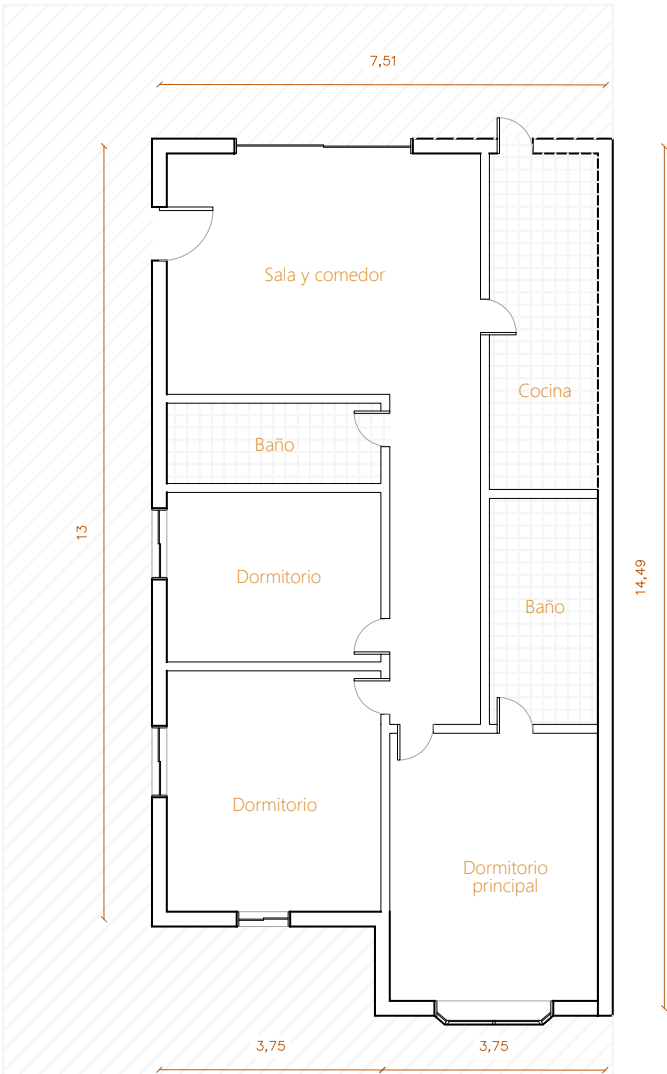 7,51
Sala y comedor
Cocina
Baño
13
Dormitorio
14,49
Baño
Dormitorio
Dormitorio
principal
3,75
3,75